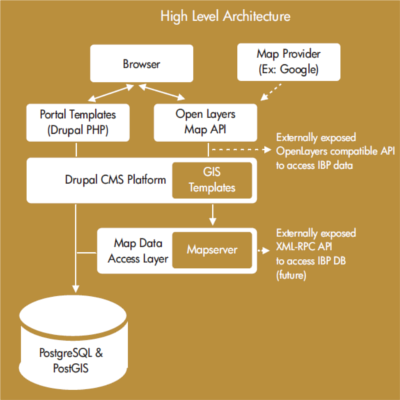 High Level Architecture
Browser
Map Provider
(Ex: Google)
Portal Templates
(Drupal PHP)
Open Layers
Map API
Externally exposed
OpenLayers compatible API
to access IBP data
Drupal CMS Platform
GIS
Templates
Map Data
Access Layer
Mapserver
Externally exposed
XML-RPC API
to access IBP DB
(future)
PostgreSQL &
PostGIS